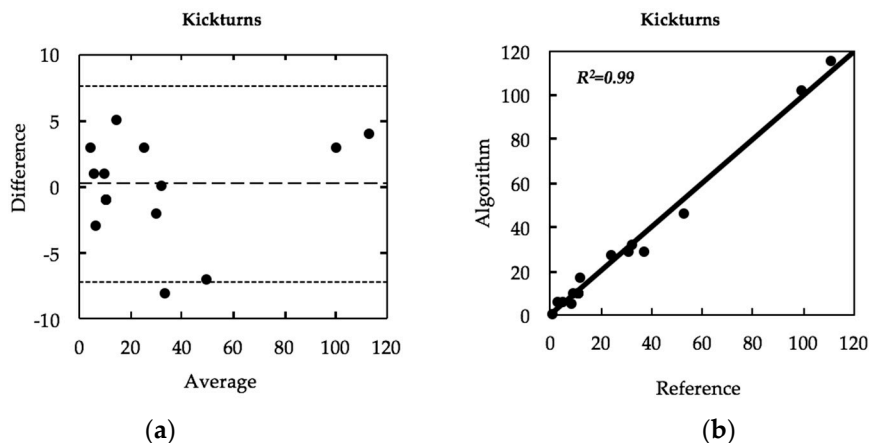 Kickturns
10
5
0
-5
-10
Difference
0 20 40 60 80 100 120
Average
(a)
Kickturns
R²=0.99
120
100
80
60
40
20
0
Algorithm
0 20 40 60 80 100 120
Reference
(b)